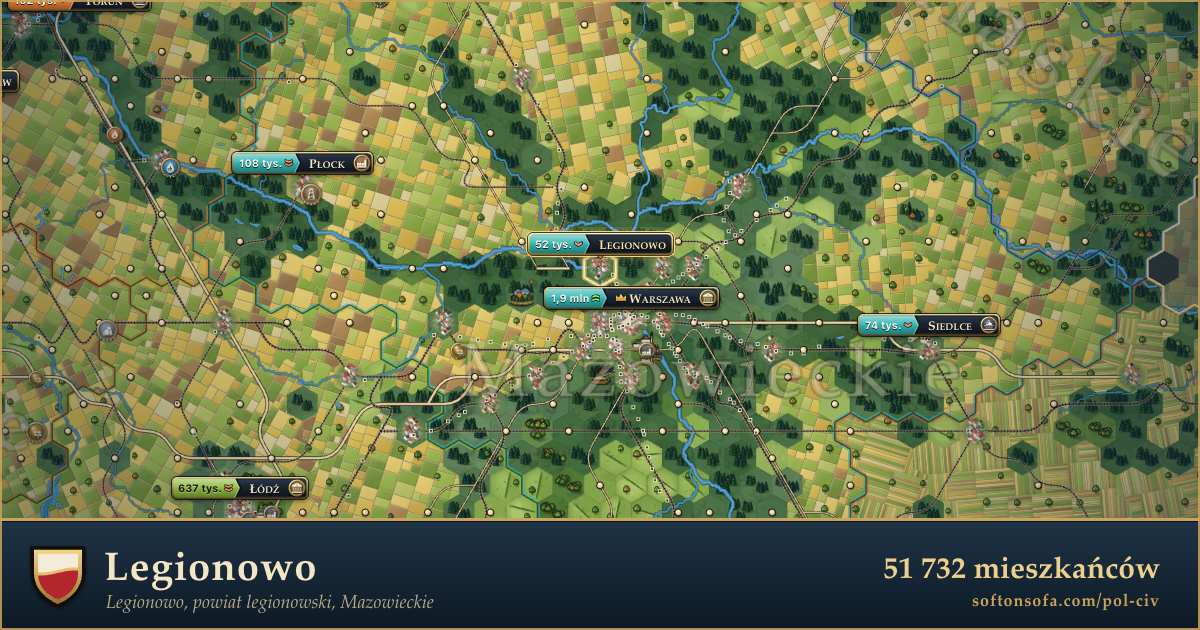 TORUŃ
W
108 tys. PŁOCK
52 tys. LEGIONOWO
1,9 mln WARSZAWA
74 tys. SIEDLCE
Mazowieckie
637 tys. ŁÓDŹ
Legionowo
Legionowo, powiat legionowski, Mazowieckie
51 732 mieszkańców
softonsofa.com/pol-civ